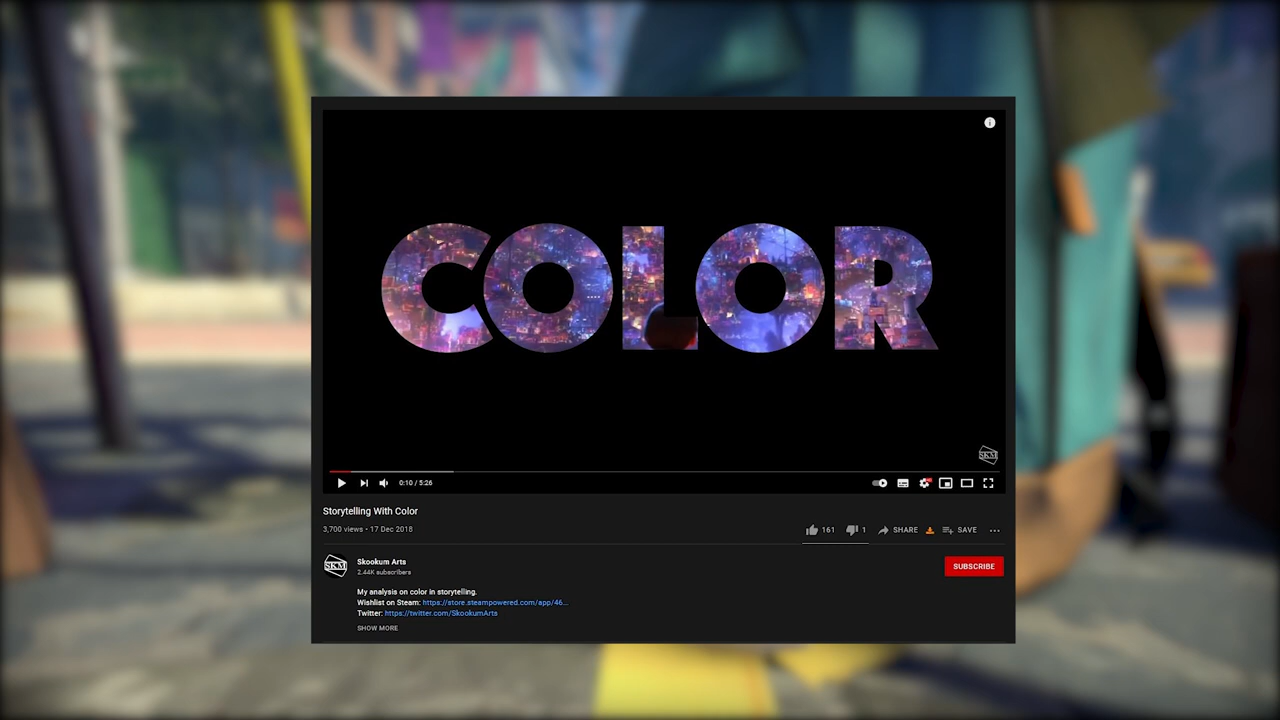 COLOR
SKM
0:10 / 5:26
Storytelling With Color
3,700 views • 17 Dec 2018
161
1
SHARE
SAVE
SKM
Skookum Arts
2.44K subscribers
SUBSCRIBE
My analysis on color in storytelling.
Wishlist on Steam: https://store.steampowered.com/app/46...
Twitter: https://twitter.com/SkookumArts
SHOW MORE